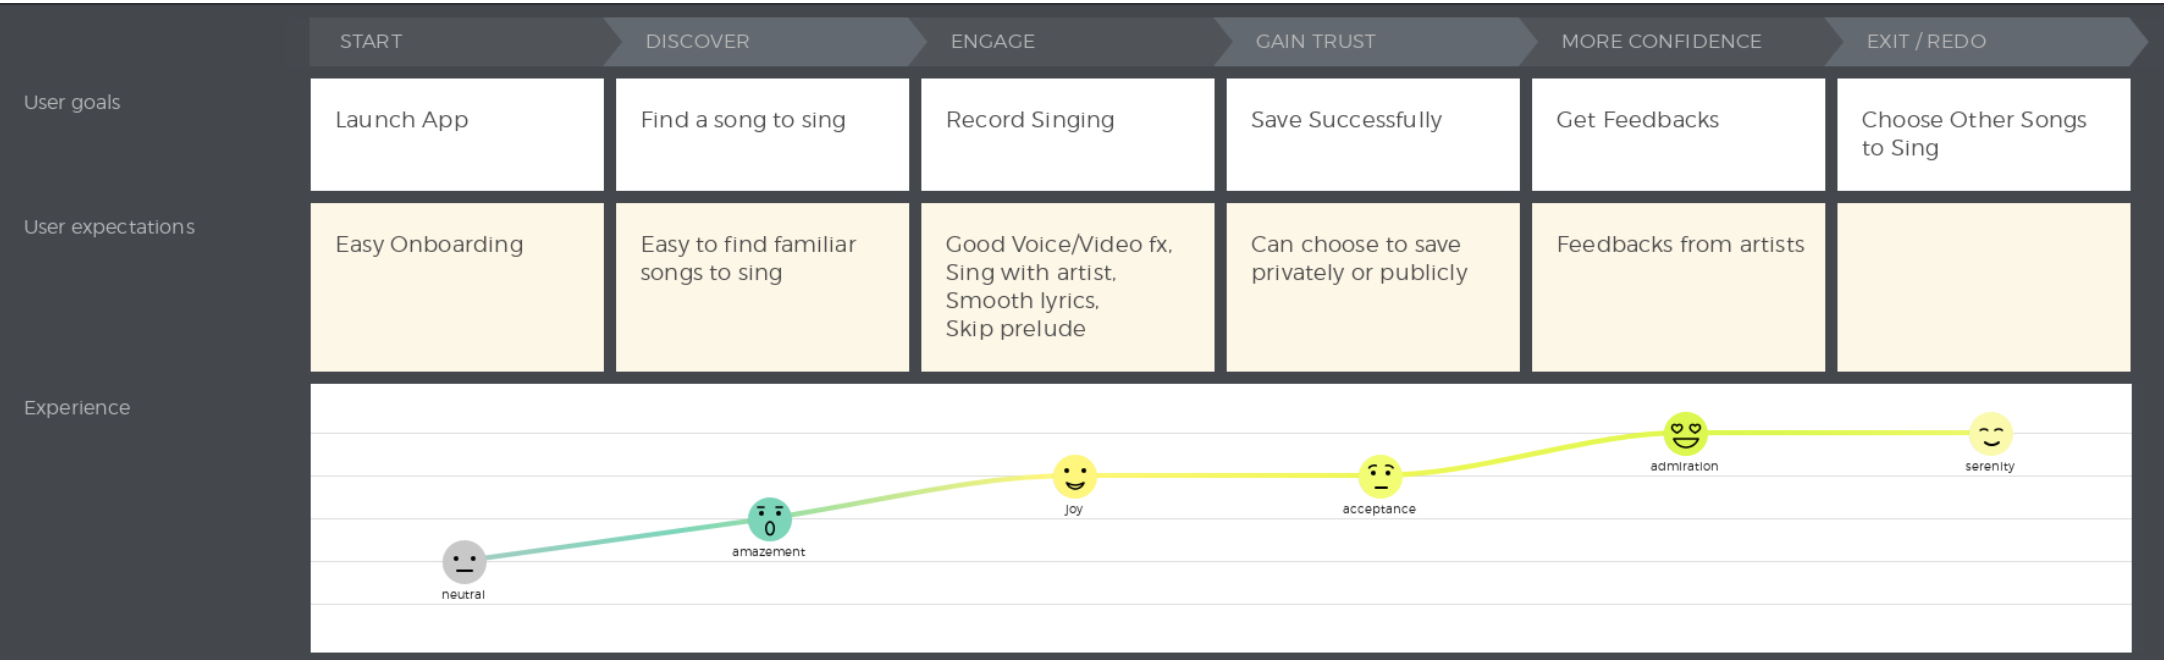 START
DISCOVER
ENGAGE
GAIN TRUST
MORE CONFIDENCE
EXIT / REDO
User goals
Launch App
Find a song to sing
Record Singing
Save Successfully
Get Feedbacks
Choose Other Songs
to Sing
User expectations
Easy Onboarding
Easy to find familiar
songs to sing
Good Voice/Video fx,
Sing with artist,
Smooth lyrics,
Skip prelude
Can choose to save
privately or publicly
Feedbacks from artists
Experience
neutral
amazement
joy
acceptance
admiration
serenity